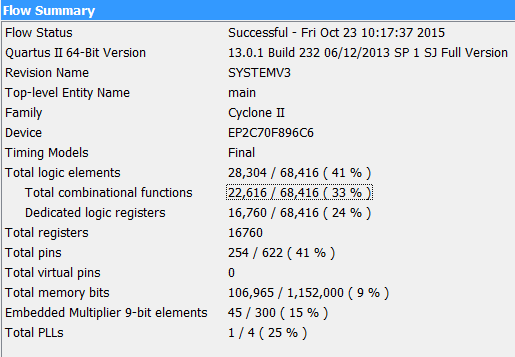 Flow Summary
Flow Status Successful - Fri Oct 23 10:17:37 2015
Quartus II 64-Bit Version 13.0.1 Build 232 06/12/2013 SP 1 SJ Full Version
Revision Name SYSTEMV3
Top-level Entity Name main
Family Cyclone II
Device EP2C70F896C6
Timing Models Final
Total logic elements 28,304 / 68,416 ( 41 % )
Total combinational functions 22,616 / 68,416 ( 33 % )
Dedicated logic registers 16,760 / 68,416 ( 24 % )
Total registers 16760
Total pins 254 / 622 ( 41 % )
Total virtual pins 0
Total memory bits 106,965 / 1,152,000 ( 9 % )
Embedded Multiplier 9-bit elements 45 / 300 ( 15 % )
Total PLLs 1 / 4 ( 25 % )